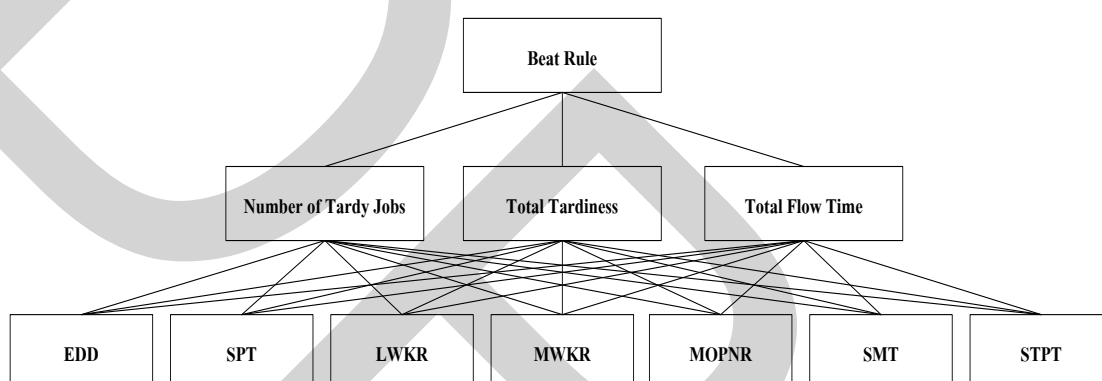 Beat Rule
Number of Tardy Jobs
Total Tardiness
Total Flow Time
EDD
SPT
LWKR
MWKR
MOPNR
SMT
STPT